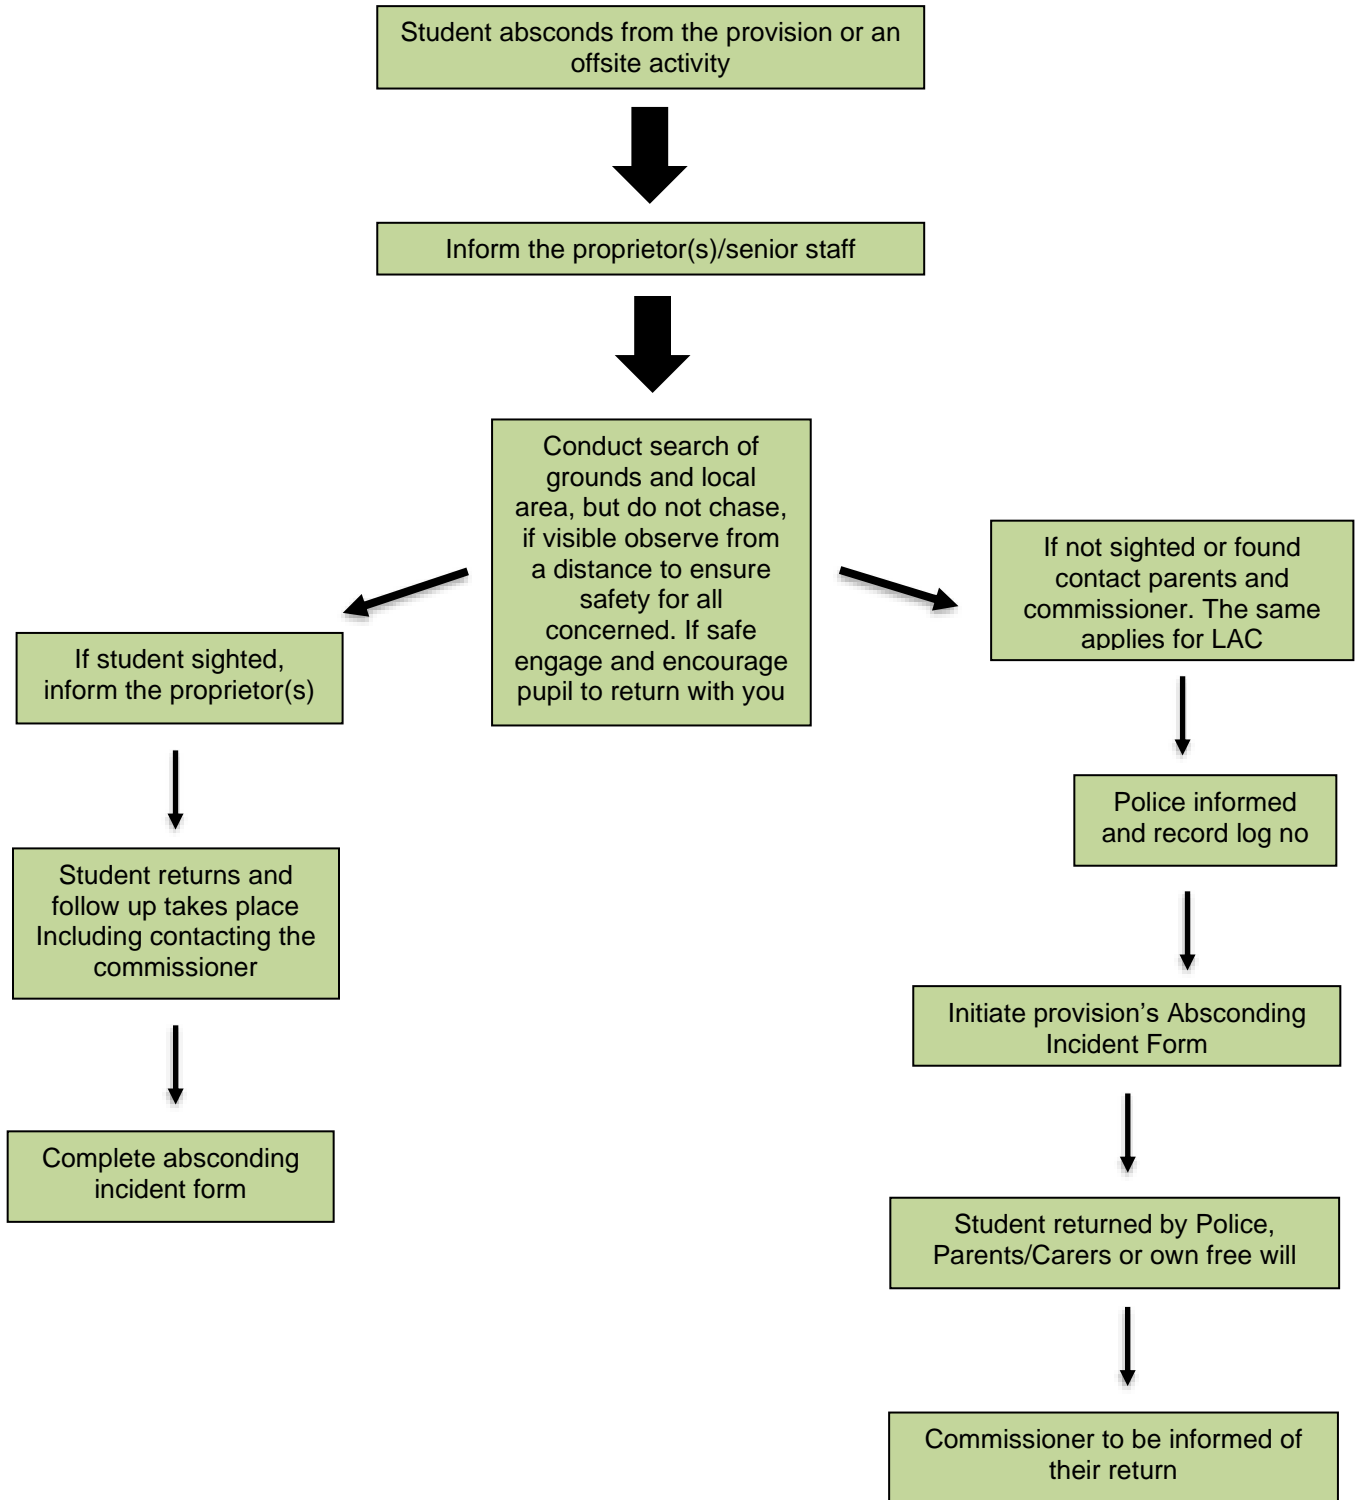 Student absconds from the provision or an
offsite activity
Inform the proprietor(s)/senior staff
Conduct search of
grounds and local
area, but do not chase,
if visible observe from
a distance to ensure
safety for all
concerned. If safe
engage and encourage
pupil to return with you
If student sighted,
inform the proprietor(s)
Student returns and
follow up takes place
Including contacting the
commissioner
Complete absconding
incident form
If not sighted or found
contact parents and
commissioner. The same
applies for LAC
Police informed
and record log no
Initiate provision’s Absconding
Incident Form
Student returned by Police,
Parents/Carers or own free will
Commissioner to be informed of
their return